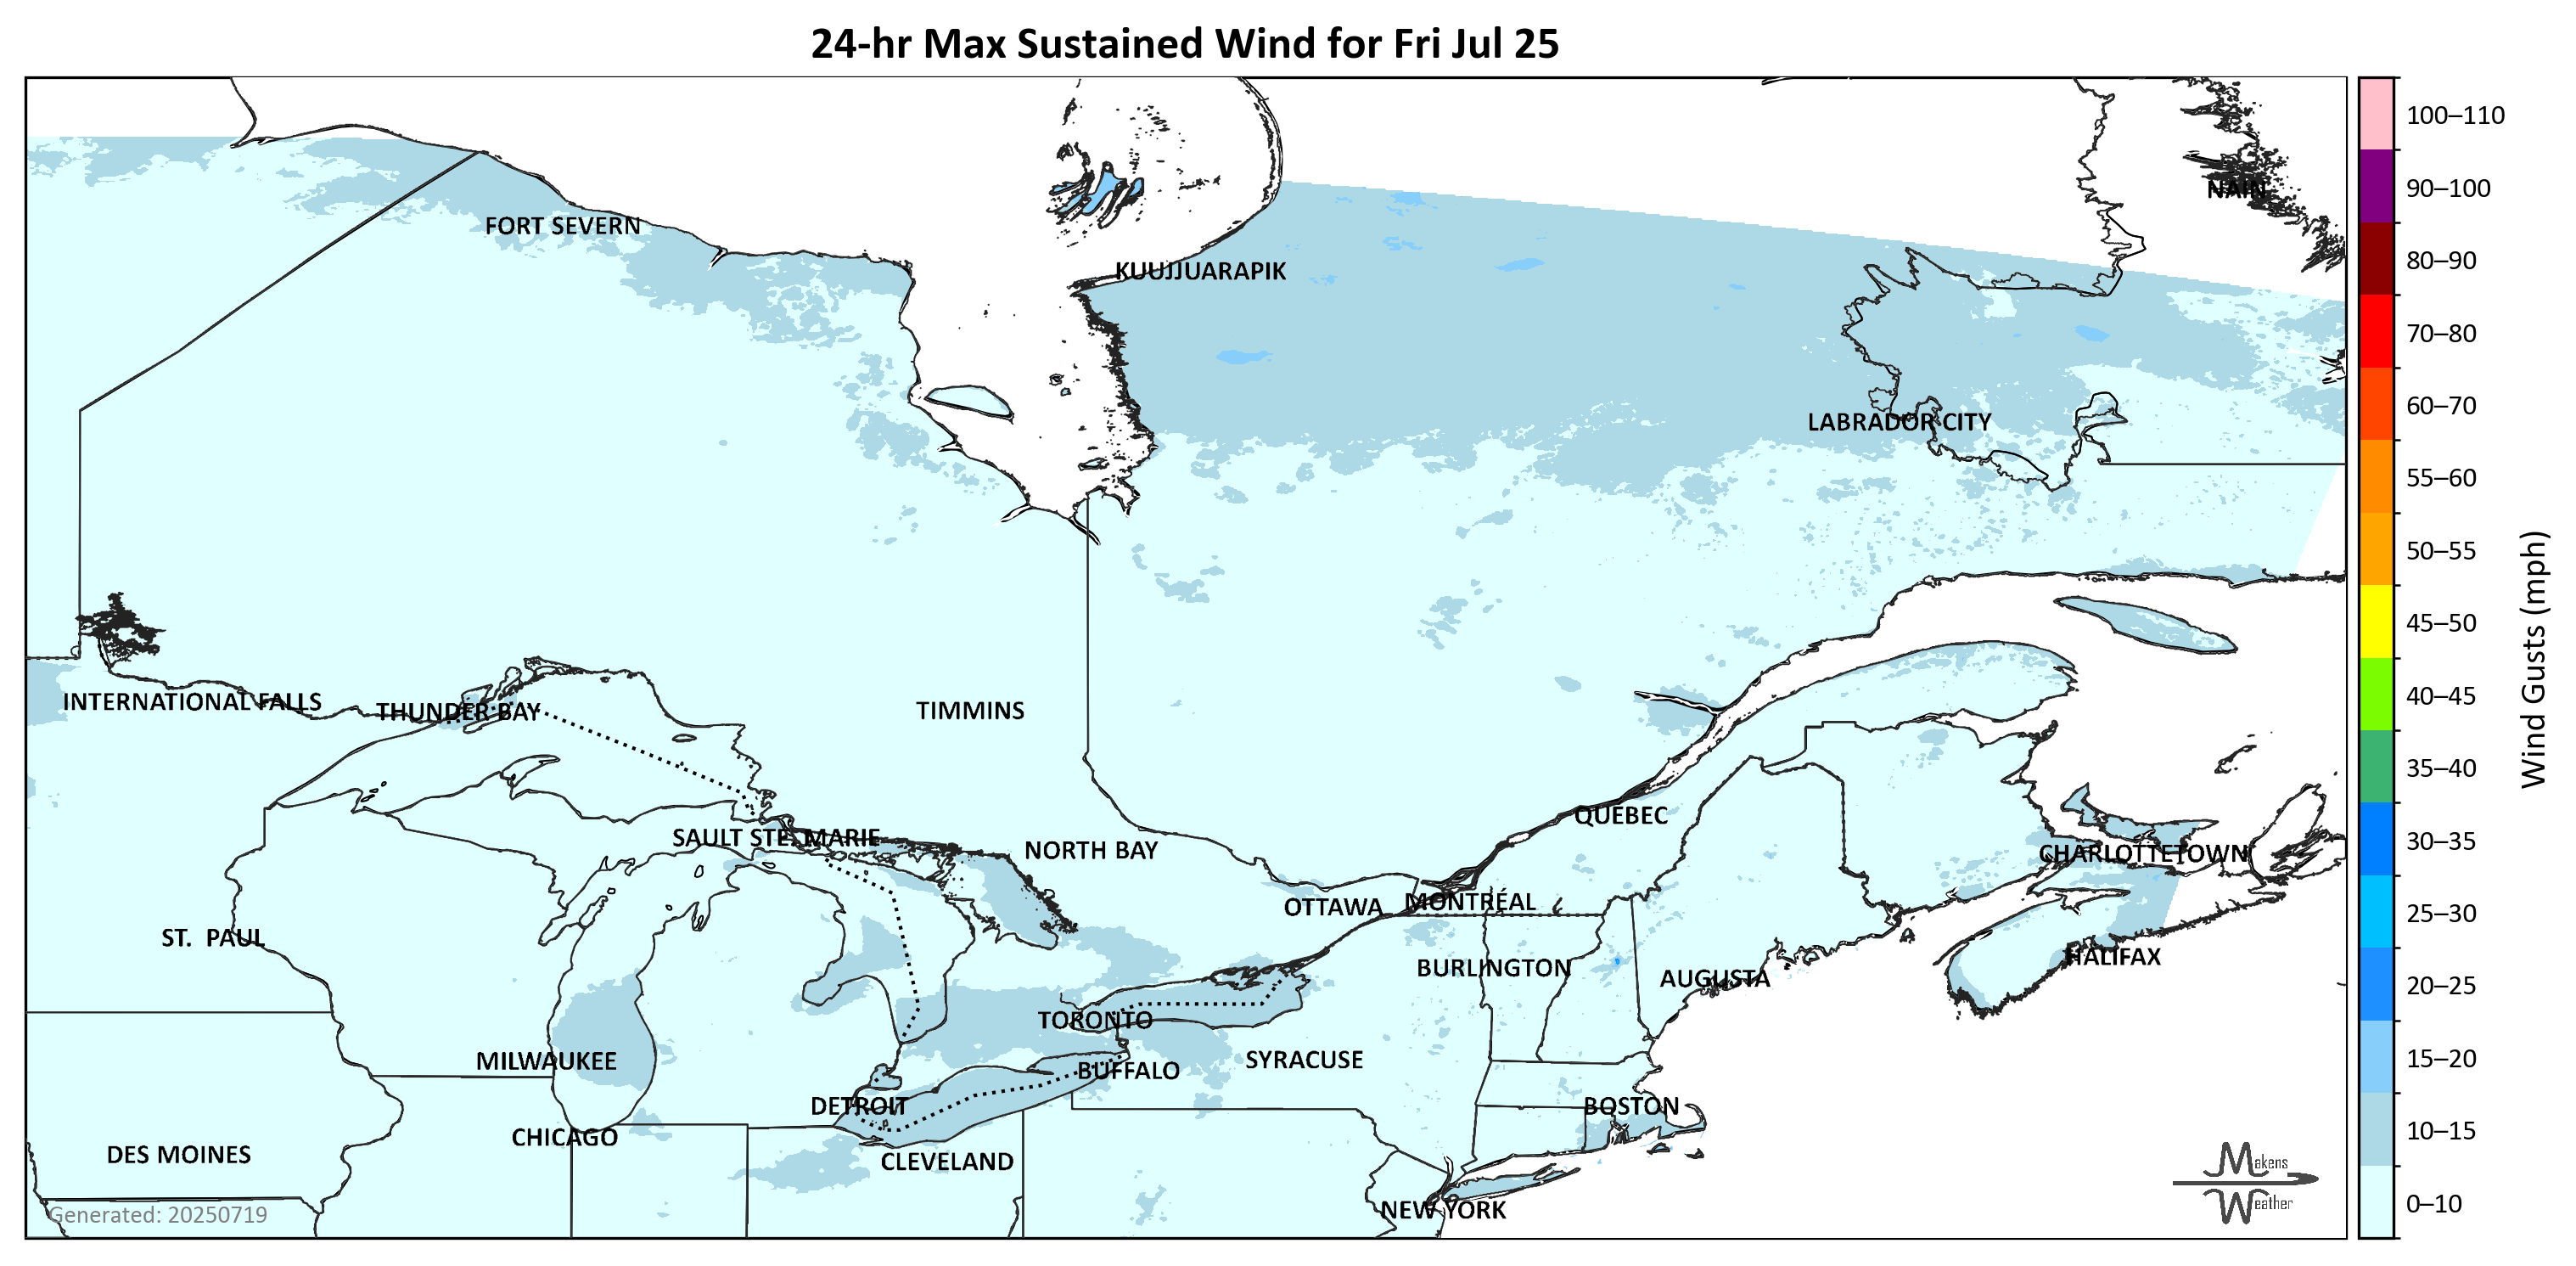 24-hr Max Sustained Wind for Fri Jul 25
100–110
90–100
80–90
70–80
60–70
55–60
50–55
45–50
40–45
35–40
30–35
25–30
20–25
15–20
10–15
0–10
Wind Gusts (mph)
NAIN
FORT SEVERN
KUUJJUARAPIK
LABRADOR CITY
INTERNATIONAL FALLS
THUNDER BAY
TIMMINS
QUÉBEC
SAULT STE. MARIE
NORTH BAY
CHARLOTTETOWN
OTTAWA
MONTRÉAL
ST. PAUL
HALIFAX
BURLINGTON
AUGUSTA
TORONTO
MILWAUKEE
SYRACUSE
BUFFALO
DETROIT
BOSTON
CHICAGO
DES MOINES
CLEVELAND
NEW YORK
Generated: 20250719
Makens
Weather